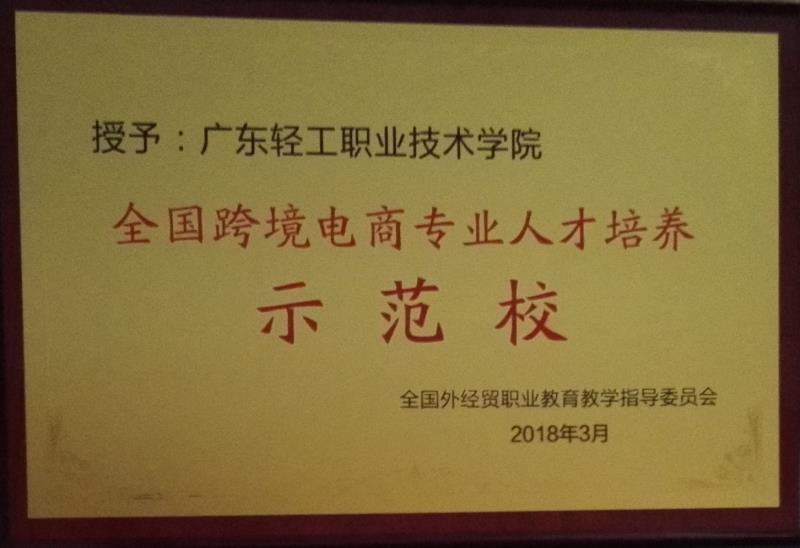 授予：广东轻工职业技术学院
全国跨境电商专业人才培养
示范校
全国外经贸职业教育教学指导委员会
2018年3月